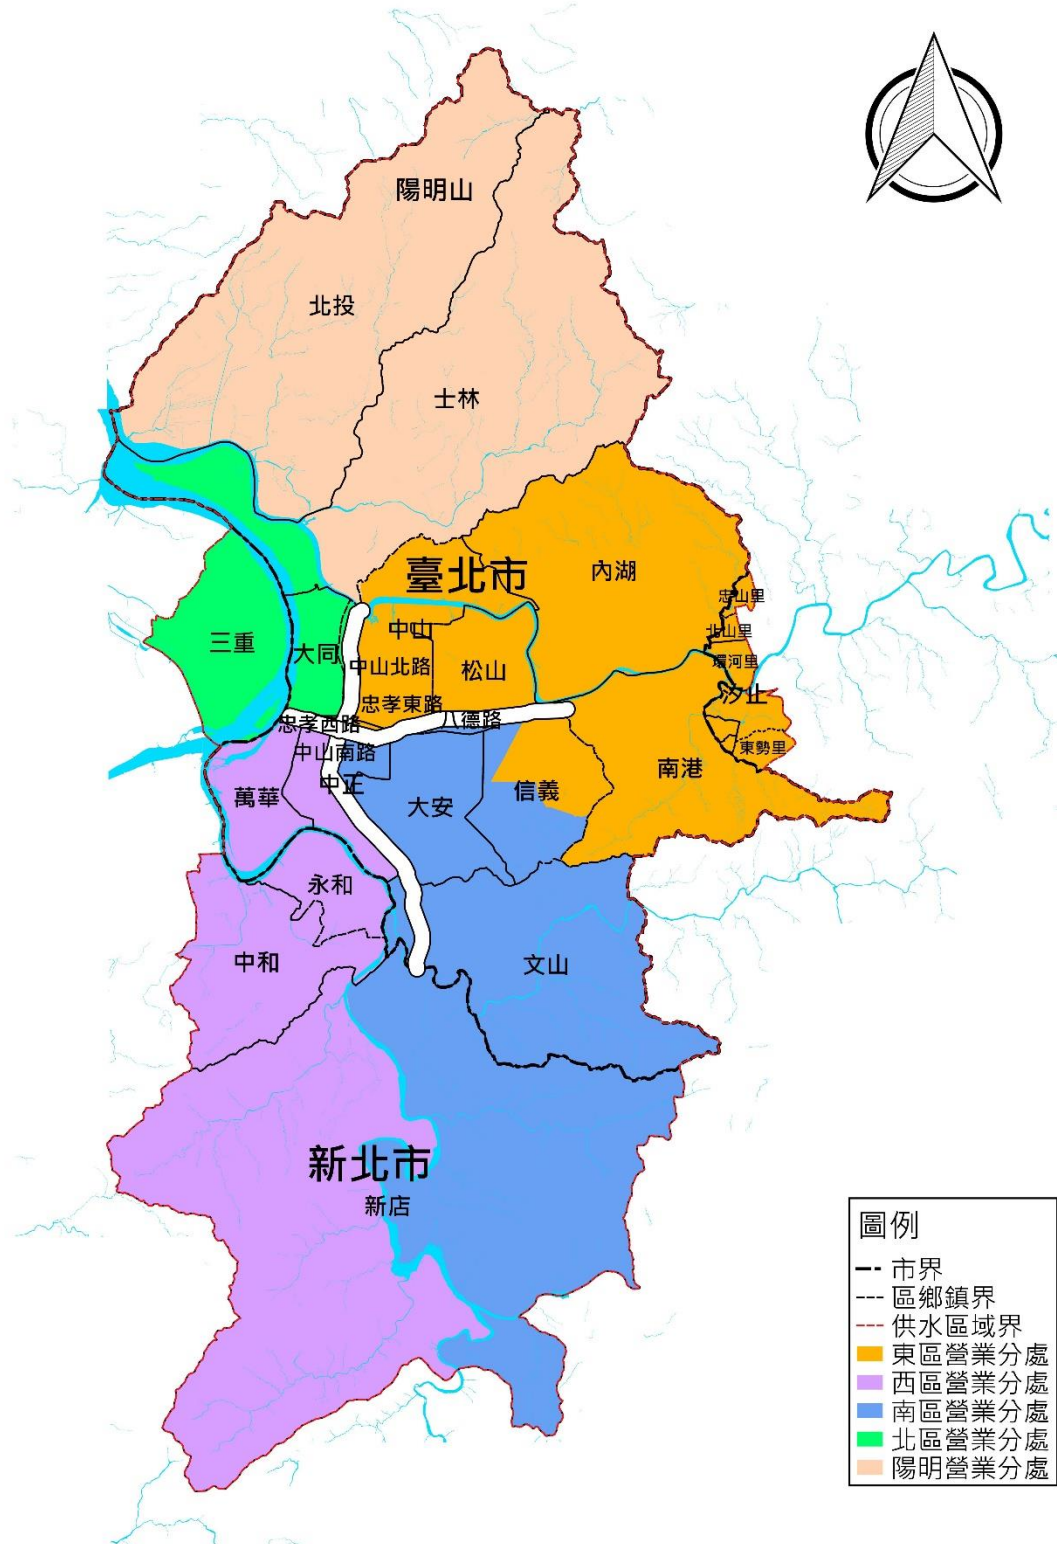 陽明山
北投
士林
臺北市
內湖
忠山里
北山里
環河里
汐止
東勢里
三重
大同
中山
中山北路
松山
忠孝東路
忠孝西路
八德路
中山南路
中正
萬華
大安
信義
南港
永和
中和
文山
新北市
新店
圖例
市界
區鄉鎮界
供水區域界
東區營業分處
西區營業分處
南區營業分處
北區營業分處
陽明營業分處